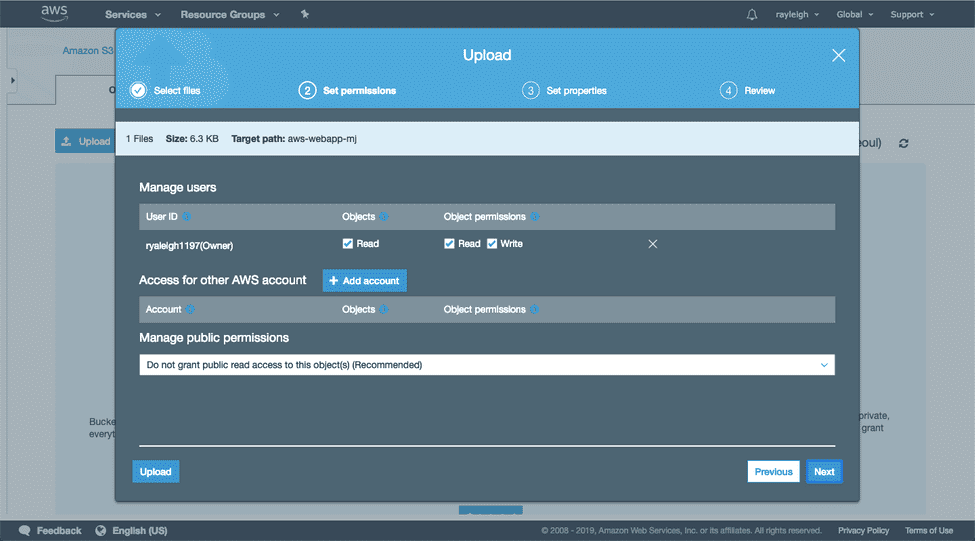 aws Services Resource Groups rayleigh Global Support
Amazon S3
Upload
Select files 2 Set permissions 3 Set properties 4 Review
Upload
1 Files Size: 6.3 KB Target path: aws-webapp-mj
eoul)
Manage users
User ID Objects Object permissions
ryaleigh1197(Owner) Read Read Write
Access for other AWS account + Add account
Account Objects Object permissions
Manage public permissions
Do not grant public read access to this object(s) (Recommended)
Bucke
private,
everyt
grant
Upload Previous Next
Feedback English (US) © 2008 - 2019, Amazon Web Services, Inc. or its affiliates. All rights reserved. Privacy Policy Terms of Use